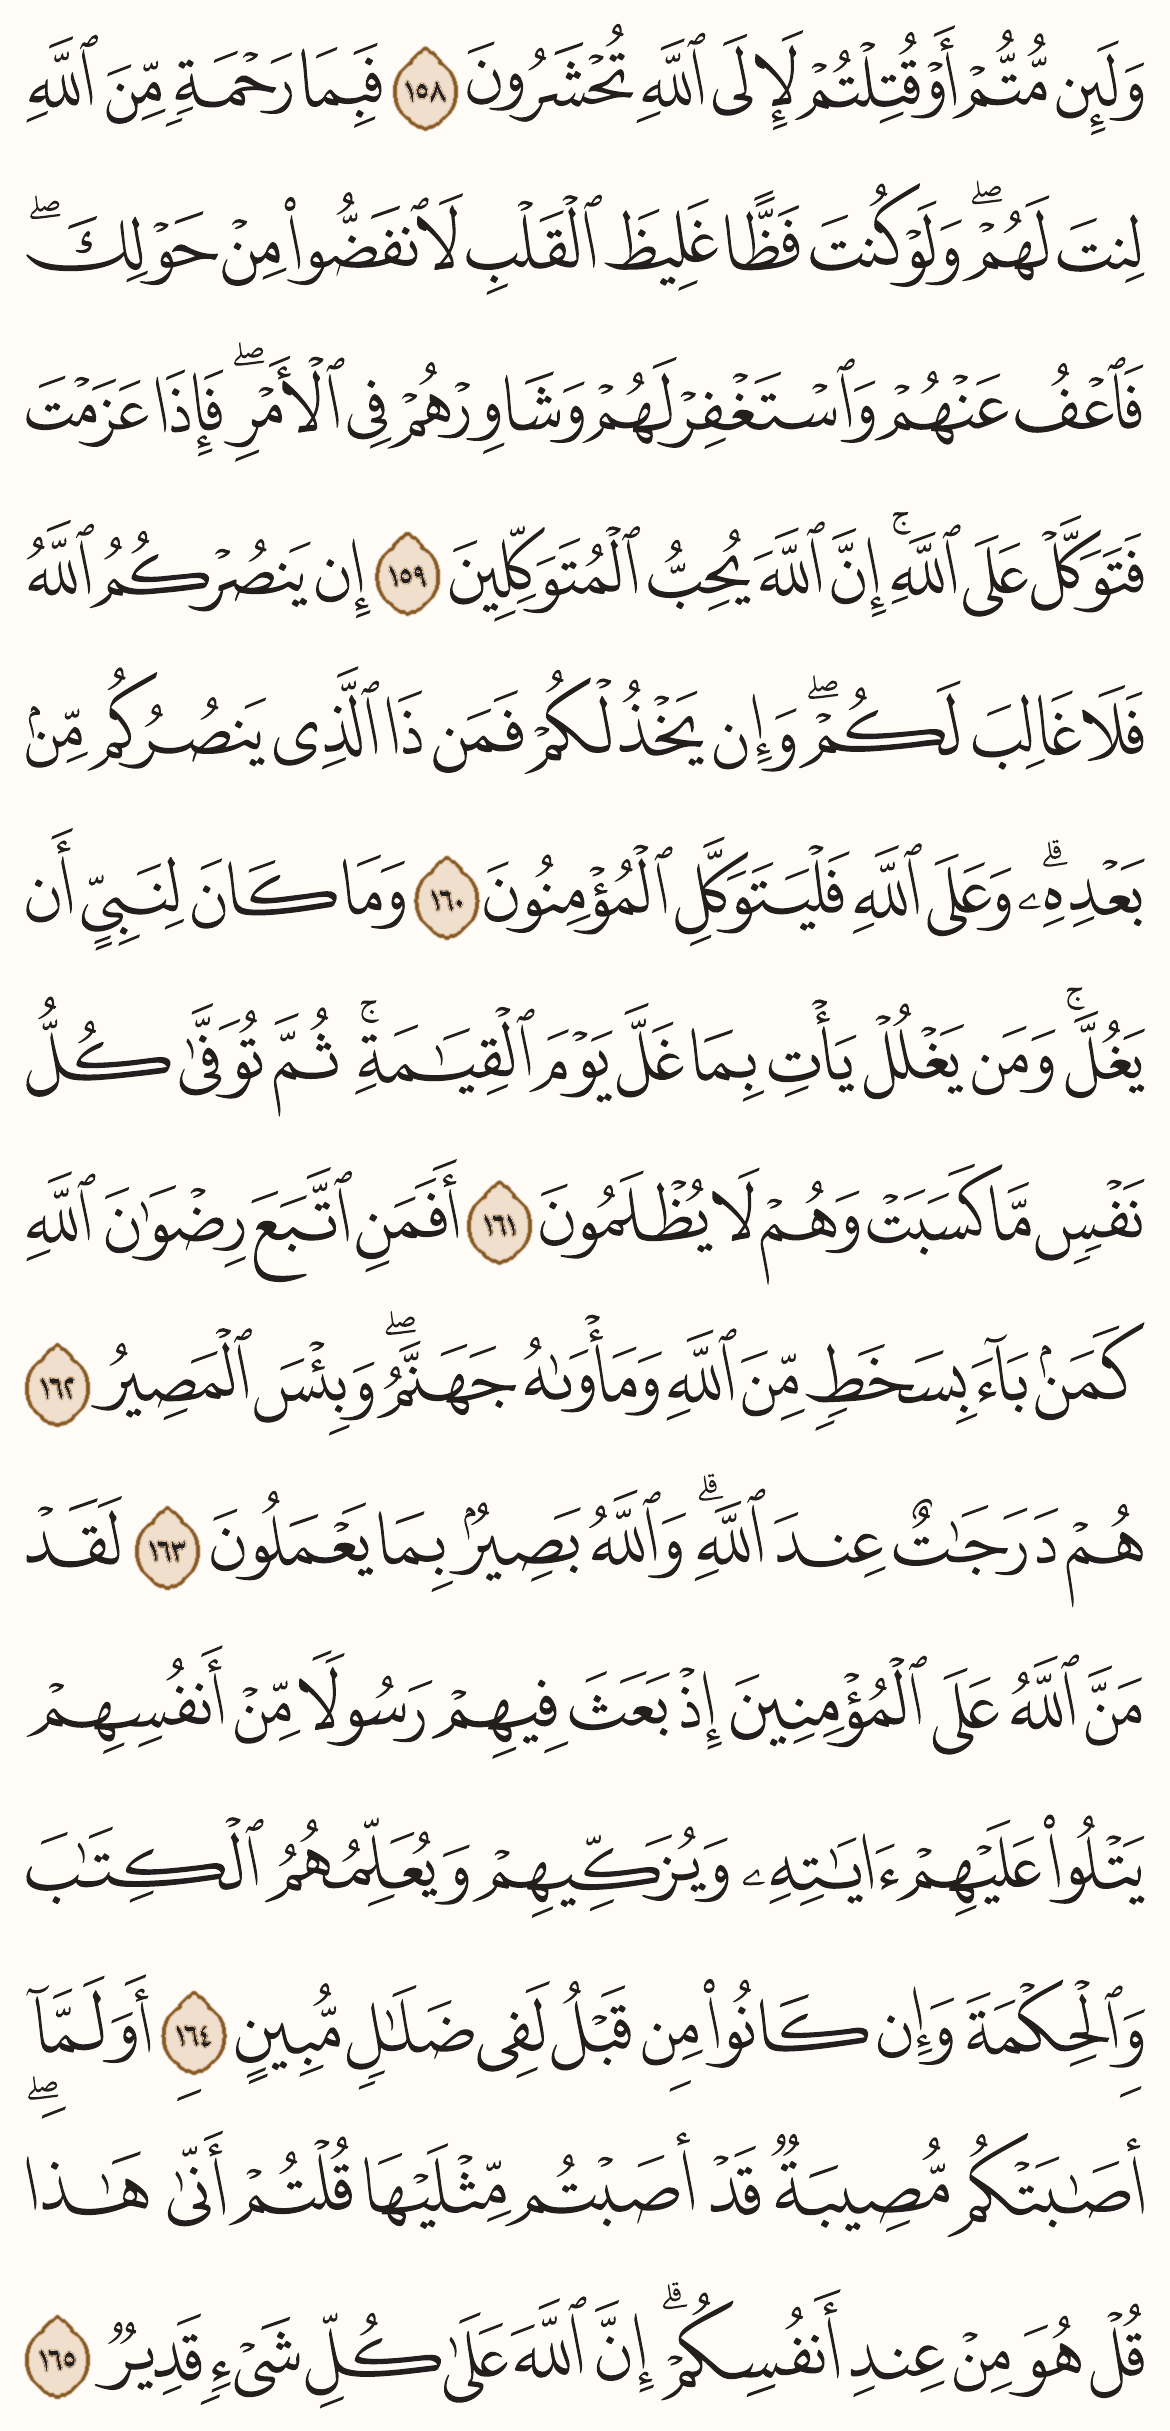 وَلَئِن مُّتُّمْ أَوْ قُتِلْتُمْ لَإِلَى ٱللَّهِ تُحْشَرُونَ ١٥٨ فَبِمَا رَحْمَةٍ مِّنَ ٱللَّهِ
لِنتَ لَهُمْ ۖ وَلَوْ كُنتَ فَظًّا غَلِيظَ ٱلْقَلْبِ لَٱنفَضُّوا۟ مِنْ حَوْلِكَ ۖ
فَٱعْفُ عَنْهُمْ وَٱسْتَغْفِرْ لَهُمْ وَشَاوِرْهُمْ فِى ٱلْأَمْرِ ۖ فَإِذَا عَزَمْتَ
فَتَوَكَّلْ عَلَى ٱللَّهِ ۚ إِنَّ ٱللَّهَ يُحِبُّ ٱلْمُتَوَكِّلِينَ ١٥٩ إِن يَنصُرْكُمُ ٱللَّهُ
فَلَا غَالِبَ لَكُمْ ۖ وَإِن يَخْذُلْكُمْ فَمَن ذَا ٱلَّذِى يَنصُرُكُم مِّنۢ
بَعْدِهِۦ ۗ وَعَلَى ٱللَّهِ فَلْيَتَوَكَّلِ ٱلْمُؤْمِنُونَ ١٦٠ وَمَا كَانَ لِنَبِىٍّ أَن
يَغُلَّ ۚ وَمَن يَغْلُلْ يَأْتِ بِمَا غَلَّ يَوْمَ ٱلْقِيَـٰمَةِ ۚ ثُمَّ تُوَفَّىٰ كُلُّ
نَفْسٍ مَّا كَسَبَتْ وَهُمْ لَا يُظْلَمُونَ ١٦١ أَفَمَنِ ٱتَّبَعَ رِضْوَٰنَ ٱللَّهِ
كَمَنۢ بَآءَ بِسَخَطٍ مِّنَ ٱللَّهِ وَمَأْوَىٰهُ جَهَنَّمُ ۖ وَبِئْسَ ٱلْمَصِيرُ ١٦٢
هُمْ دَرَجَـٰتٌ عِندَ ٱللَّهِ ۗ وَٱللَّهُ بَصِيرٌۢ بِمَا يَعْمَلُونَ ١٦٣ لَقَدْ
مَنَّ ٱللَّهُ عَلَى ٱلْمُؤْمِنِينَ إِذْ بَعَثَ فِيهِمْ رَسُولًا مِّنْ أَنفُسِهِمْ
يَتْلُوا۟ عَلَيْهِمْ ءَايَـٰتِهِۦ وَيُزَكِّيهِمْ وَيُعَلِّمُهُمُ ٱلْكِتَـٰبَ
وَٱلْحِكْمَةَ وَإِن كَانُوا۟ مِن قَبْلُ لَفِى ضَلَـٰلٍ مُّبِينٍ ١٦٤ أَوَلَمَّآ
أَصَـٰبَتْكُم مُّصِيبَةٌ قَدْ أَصَبْتُم مِّثْلَيْهَا قُلْتُمْ أَنَّىٰ هَـٰذَا ۖ
قُلْ هُوَ مِنْ عِندِ أَنفُسِكُمْ ۗ إِنَّ ٱللَّهَ عَلَىٰ كُلِّ شَىْءٍ قَدِيرٌ ١٦٥